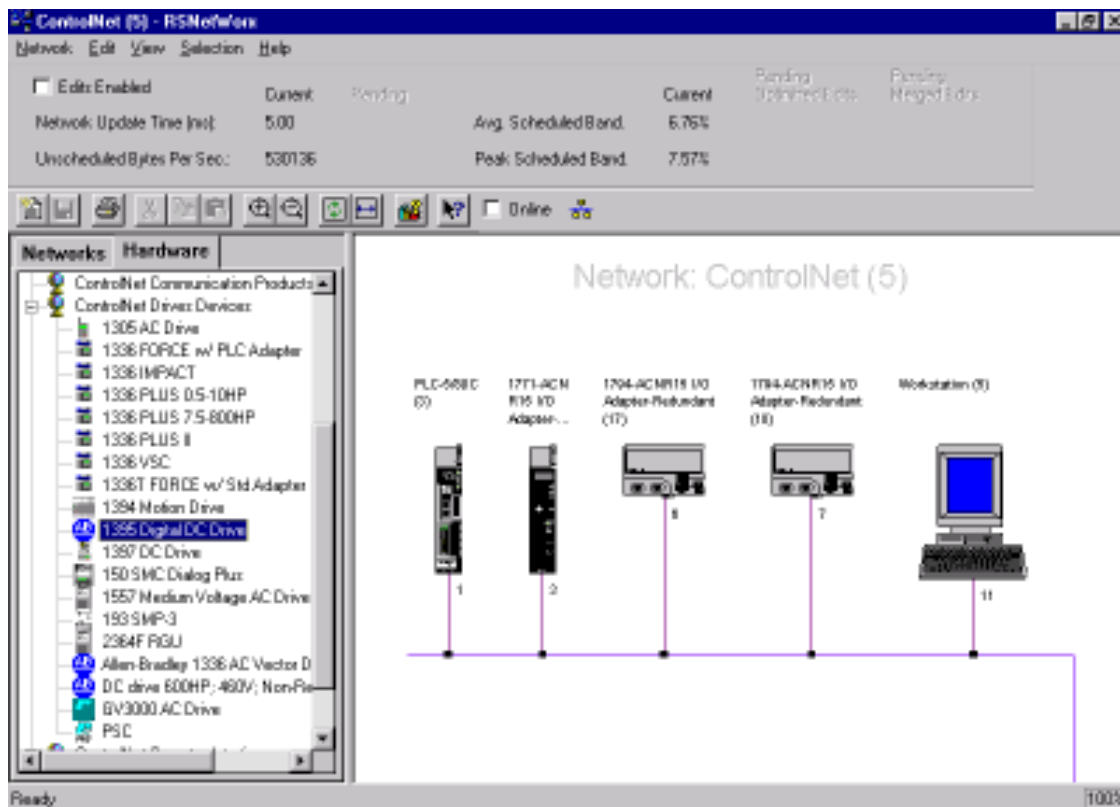 ControlNet (5) - RSNetWorx
Network Edit View Selection Help
Edits Enabled
Current Pending Current Pending Pending
Optimized Edits Merged Edits
Network Update Time (ms): 5.00 Avg. Scheduled Band. 6.76%
Unscheduled Bytes Per Sec.: 530136 Peak Scheduled Band. 7.57%
Online
Networks Hardware
ControlNet Communication Products
ControlNet Drives Devices
1305 AC Drive
1336 FORCE w/ PLC Adapter
1336 IMPACT
1336 PLUS 0.5-10HP
1336 PLUS 7.5-800HP
1336 PLUS II
1336 VSC
1336T FORCE w/ Std Adapter
1394 Motion Drive
1395 Digital DC Drive
1397 DC Drive
150 SMC Dialog Plus
1557 Medium Voltage AC Drive
193 SMP-3
2364F RGU
Allen-Bradley 1336 AC Vector D
DC drive 600HP; 460V; Non-Re
GV3000 AC Drive
PSC
Network: ControlNet (5)
1771-ACN
R15 I/O
Adapter-...
1794-ACNR15 I/O
Adapter-Redundant
(17)
1794-ACNR15 I/O
Adapter-Redundant
(18)
Workstation (9)
1
2
6
7
11
Ready
100%